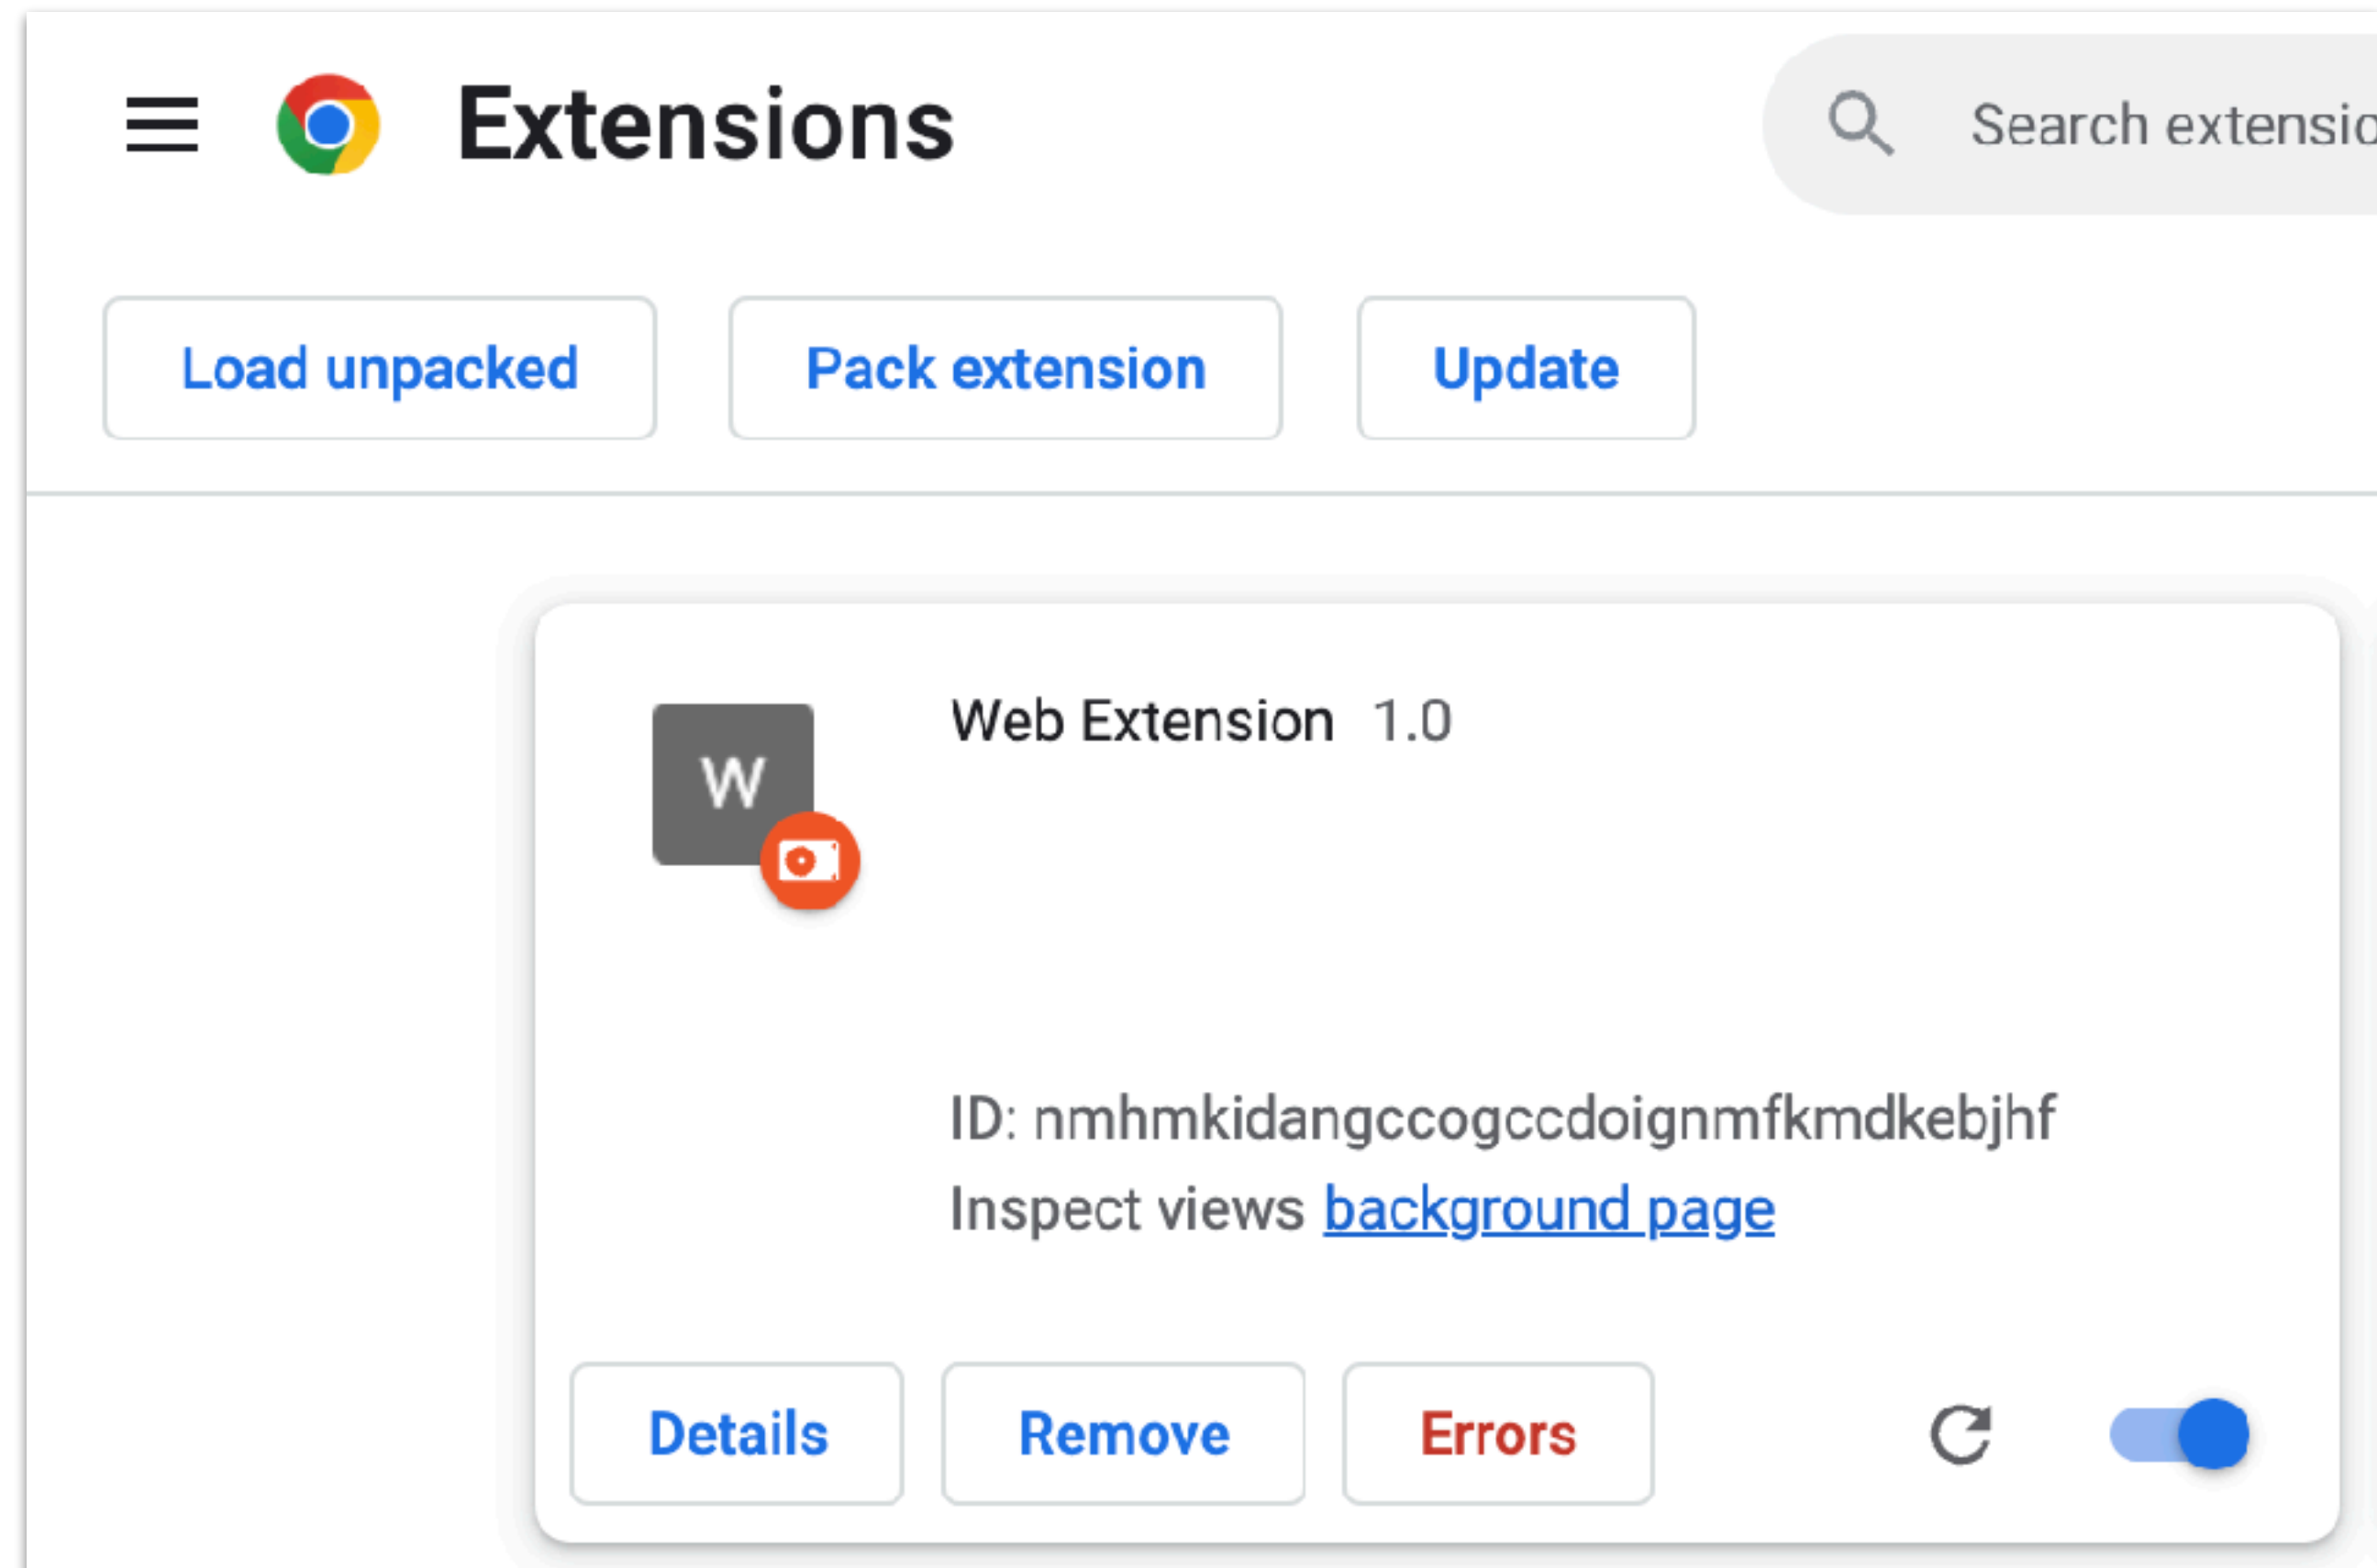 Extensions
Search extensio
Load unpacked
Pack extension
Update
W
Web Extension 1.0
ID: nmhmkidangccogccdoignmfkmdkebjhf
Inspect views background page
Details
Remove
Errors